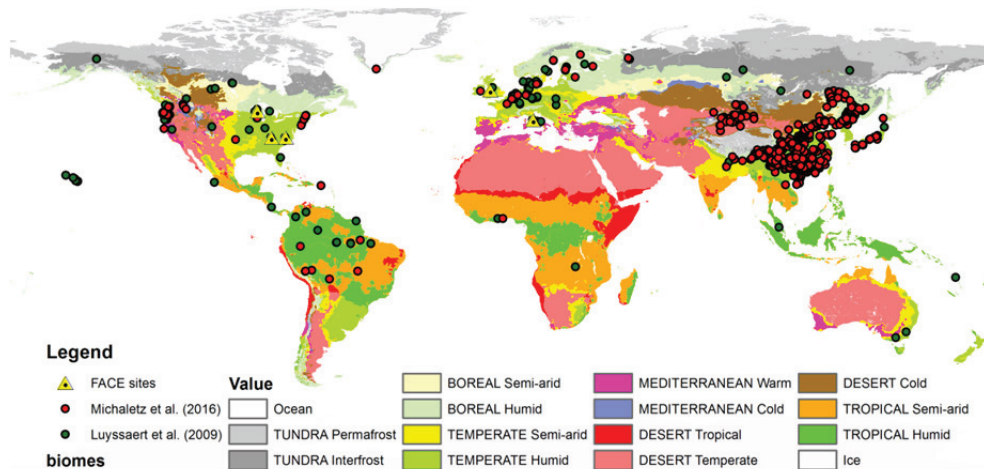 Legend
FACE sites
Michaletz et al. (2016)
Luyssaert et al. (2009)
biomes
Value
Ocean
TUNDRA Permafrost
TUNDRA Interfrost
BOREAL Semi-arid
BOREAL Humid
TEMPERATE Semi-arid
TEMPERATE Humid
MEDITERRANEAN Warm
MEDITERRANEAN Cold
DESERT Tropical
DESERT Temperate
DESERT Cold
TROPICAL Semi-arid
TROPICAL Humid
Ice